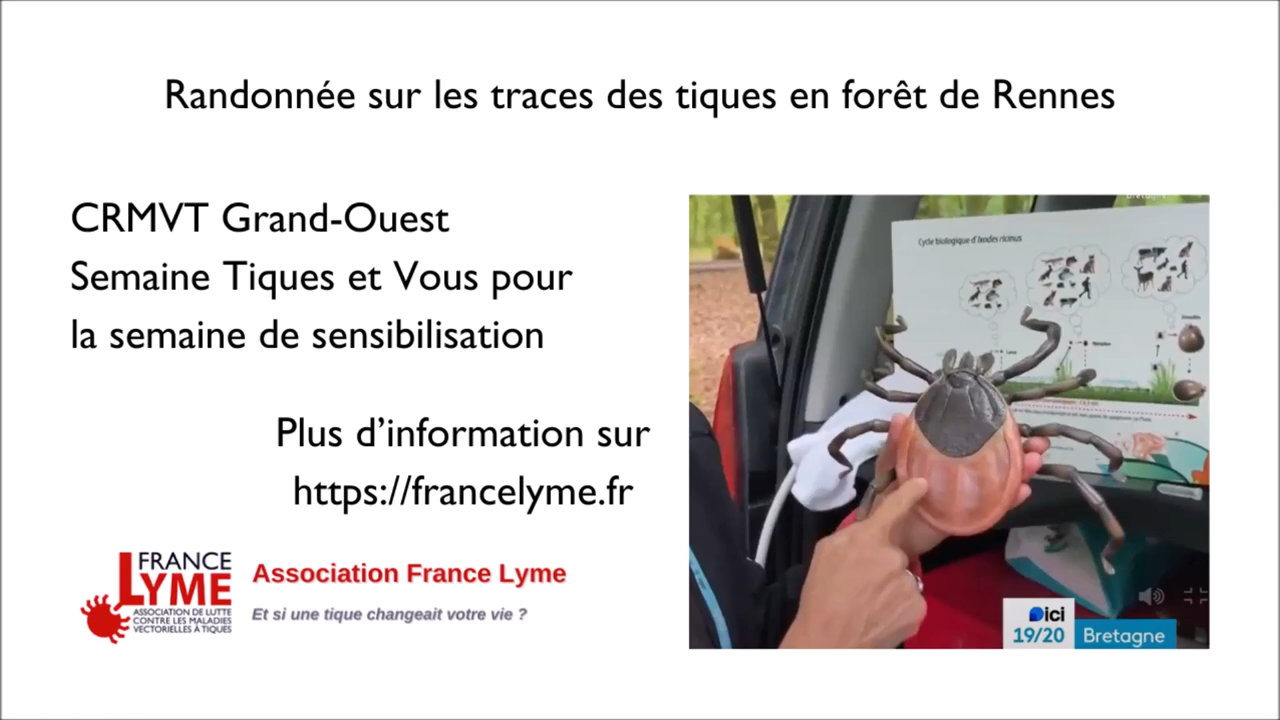 Randonnée sur les traces des tiques en forêt de Rennes
CRMVT Grand-Ouest
Semaine Tiques et Vous pour
la semaine de sensibilisation
Plus d’information sur
https://francelyme.fr
FRANCE
LYME
ASSOCIATION DE LUTTE
CONTRE LES MALADIES
VECTORIELLES À TIQUES
Association France Lyme
Et si une tique changeait votre vie ?
Cycle biologique d'Ixodes ricinus
ici
19/20 Bretagne